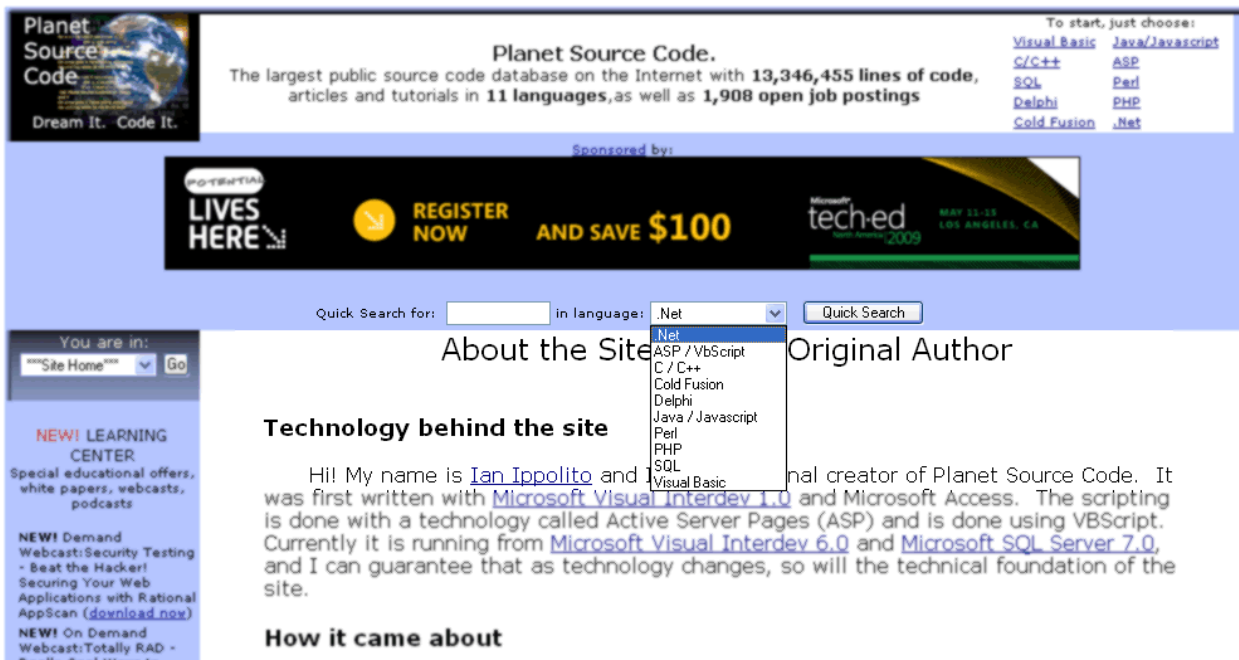 Planet
Source
Code
Dream It. Code It.
Planet Source Code.
The largest public source code database on the Internet with 13,346,455 lines of code,
articles and tutorials in 11 languages,as well as 1,908 open job postings
To start, just choose:
Visual Basic Java/Javascript
C/C++ ASP
SQL Perl
Delphi PHP
Cold Fusion .Net
Sponsored by:
POTENTIAL
LIVES
HERE
REGISTER
NOW
AND SAVE $100
Microsoft
tech·ed
North America 2009
MAY 11-15
LOS ANGELES, CA
Quick Search for: in language: .Net Quick Search
.Net
ASP / VbScript
C / C++
Cold Fusion
Delphi
Java / Javascript
Perl
PHP
SQL
Visual Basic
You are in:
***Site Home*** Go
NEW! LEARNING
CENTER
Special educational offers,
white papers, webcasts,
podcasts
NEW! Demand
Webcast:Security Testing
- Beat the Hacker!
Securing Your Web
Applications with Rational
AppScan (download now)
NEW! On Demand
Webcast:Totally RAD -
About the Site Original Author
Technology behind the site
Hi! My name is Ian Ippolito and I nal creator of Planet Source Code. It
was first written with Microsoft Visual Interdev 1.0 and Microsoft Access. The scripting
is done with a technology called Active Server Pages (ASP) and is done using VBScript.
Currently it is running from Microsoft Visual Interdev 6.0 and Microsoft SQL Server 7.0,
and I can guarantee that as technology changes, so will the technical foundation of the
site.
How it came about